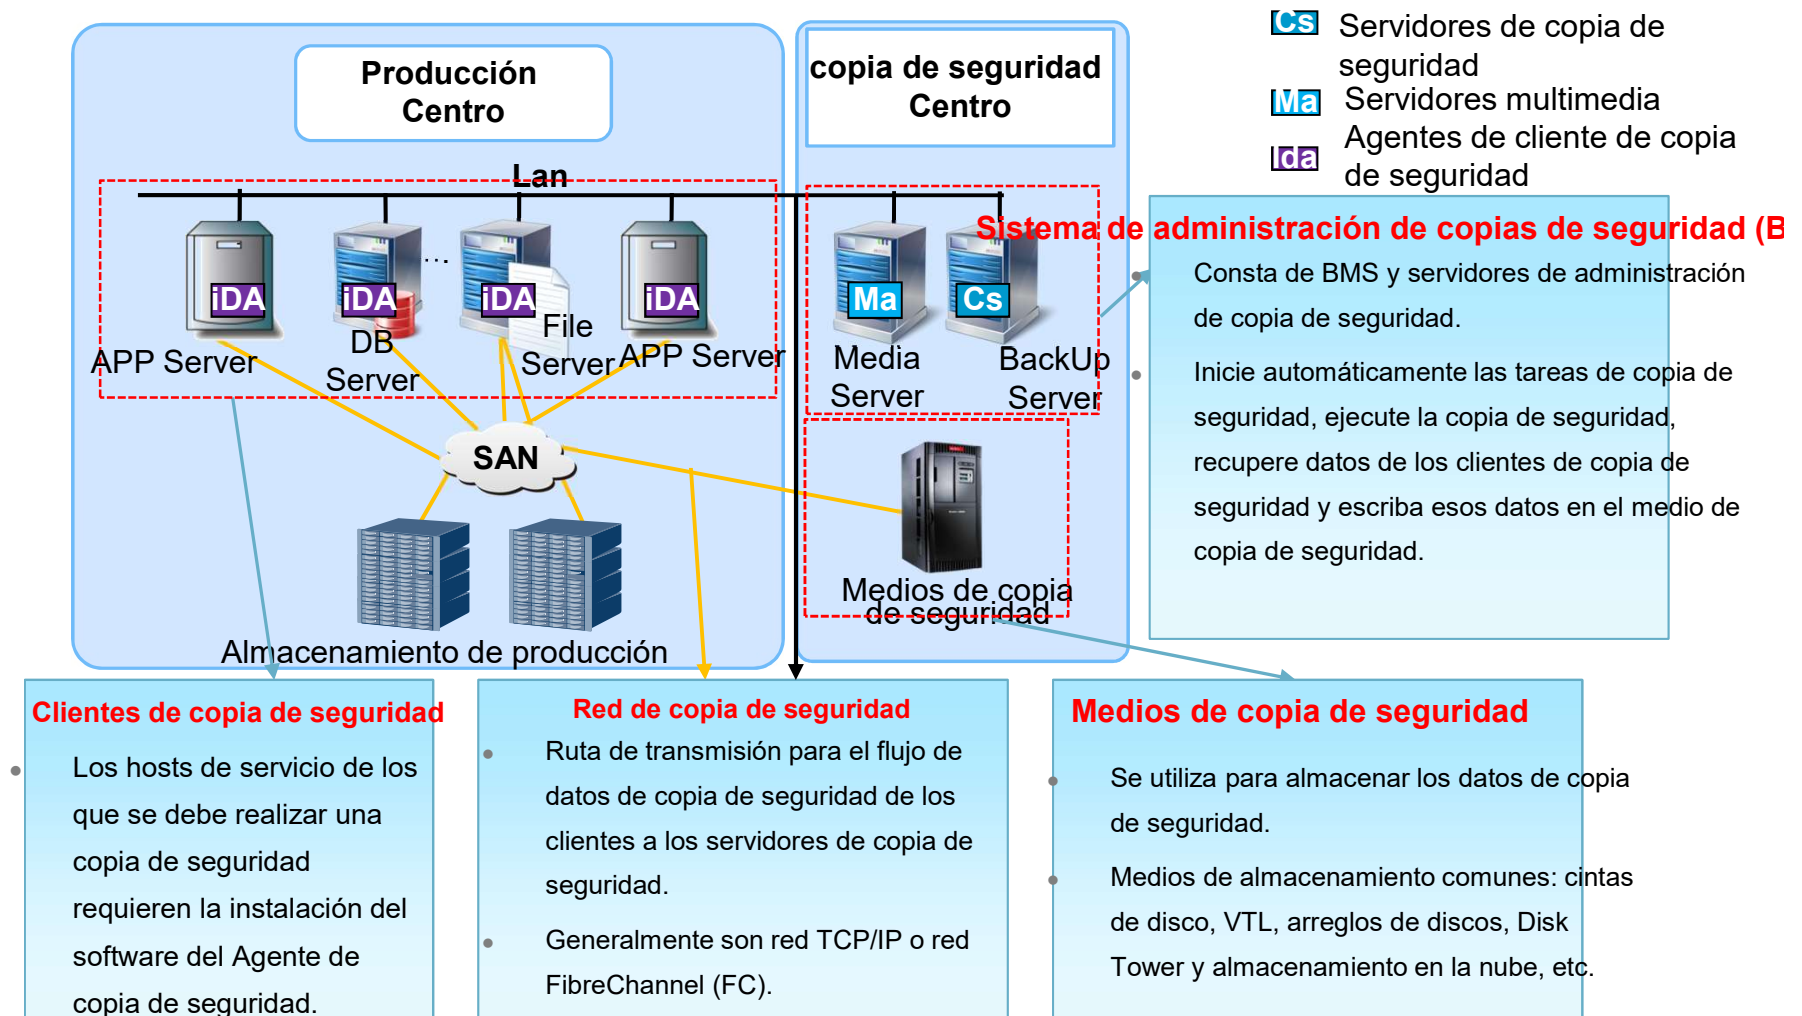 Cs Servidores de copia de
seguridad
Ma Servidores multimedia
Ida Agentes de cliente de copia
de seguridad
Producción
Centro
copia de seguridad
Centro
Lan
iDA
iDA
...
iDA
iDA
Ma
Cs
APP Server
DB
Server
File
Server
APP Server
Media
Server
BackUp
Server
SAN
Almacenamiento de producción
Medios de copia
de seguridad
Sistema de administración de copias de seguridad (B
• Consta de BMS y servidores de administración
de copia de seguridad.
• Inicie automáticamente las tareas de copia de
seguridad, ejecute la copia de seguridad,
recupere datos de los clientes de copia de
seguridad y escriba esos datos en el medio de
copia de seguridad.
Clientes de copia de seguridad
• Los hosts de servicio de los
que se debe realizar una
copia de seguridad
requieren la instalación del
software del Agente de
copia de seguridad.
Red de copia de seguridad
• Ruta de transmisión para el flujo de
datos de copia de seguridad de los
clientes a los servidores de copia de
seguridad.
• Generalmente son red TCP/IP o red
FibreChannel (FC).
Medios de copia de seguridad
• Se utiliza para almacenar los datos de copia
de seguridad.
• Medios de almacenamiento comunes: cintas
de disco, VTL, arreglos de discos, Disk
Tower y almacenamiento en la nube, etc.